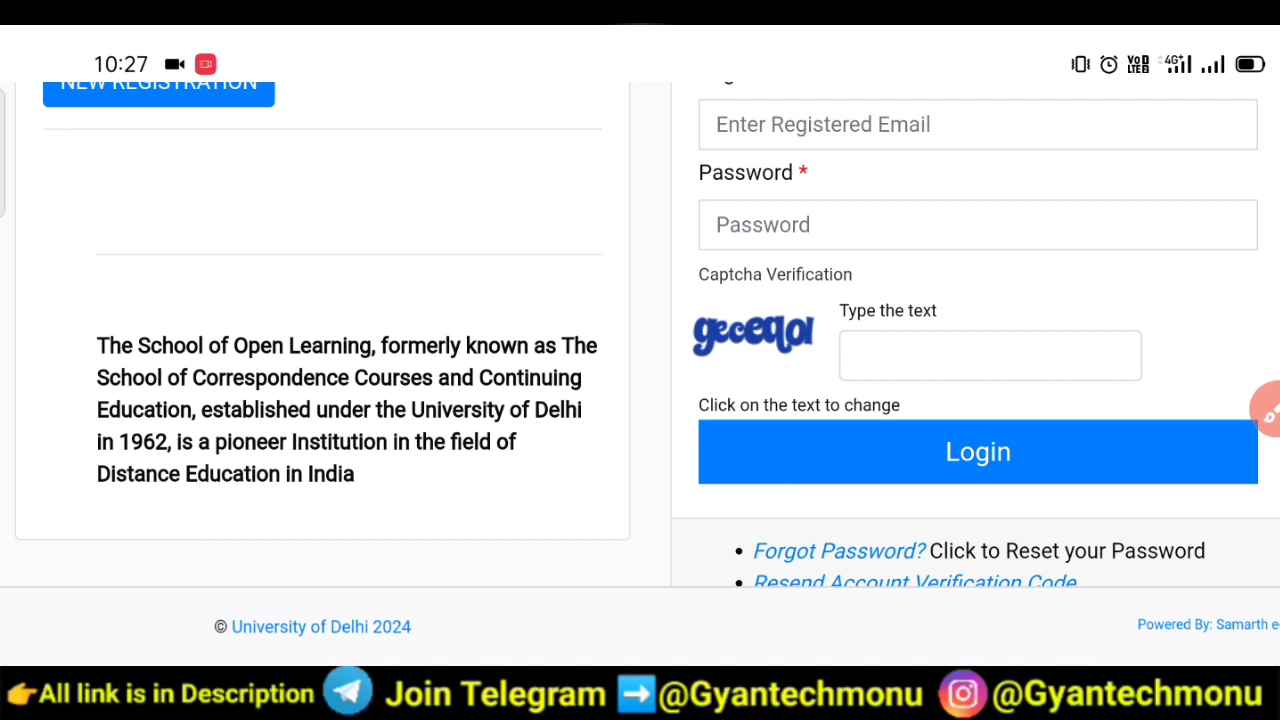 10:27
VoD LTE2
4G+
NEW REGISTRATION
Enter Registered Email
Password *
Password
Captcha Verification
Type the text
Click on the text to change
Login
The School of Open Learning, formerly known as The
School of Correspondence Courses and Continuing
Education, established under the University of Delhi
in 1962, is a pioneer Institution in the field of
Distance Education in India
• Forgot Password? Click to Reset your Password
• Resend Account Verification Code
© University of Delhi 2024
Powered By: Samarth e-
👉All link is in Description Join Telegram ➡️@Gyantechmonu @Gyantechmonu